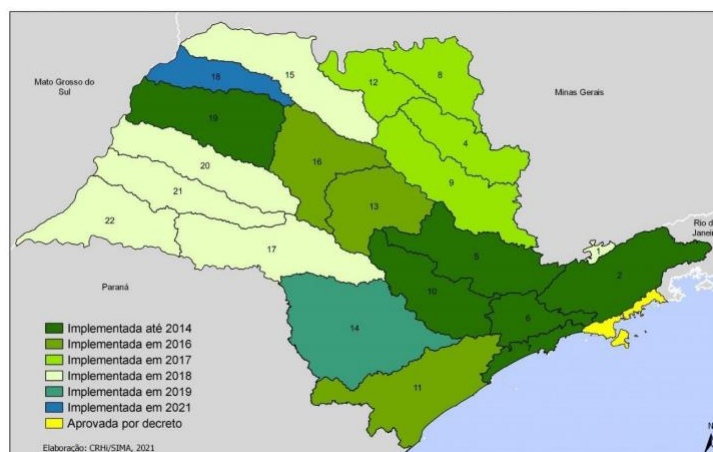 Mato Grosso do
Sul
Minas Gerais
Rio d
Janei
Paraná
18
15
12
8
19
4
16
9
20
13
21
22
17
5
1
2
10
6
14
7
11
Implementada até 2014
Implementada em 2016
Implementada em 2017
Implementada em 2018
Implementada em 2019
Implementada em 2021
Aprovada por decreto
Elaboração: CRHi/SIMA, 2021
N